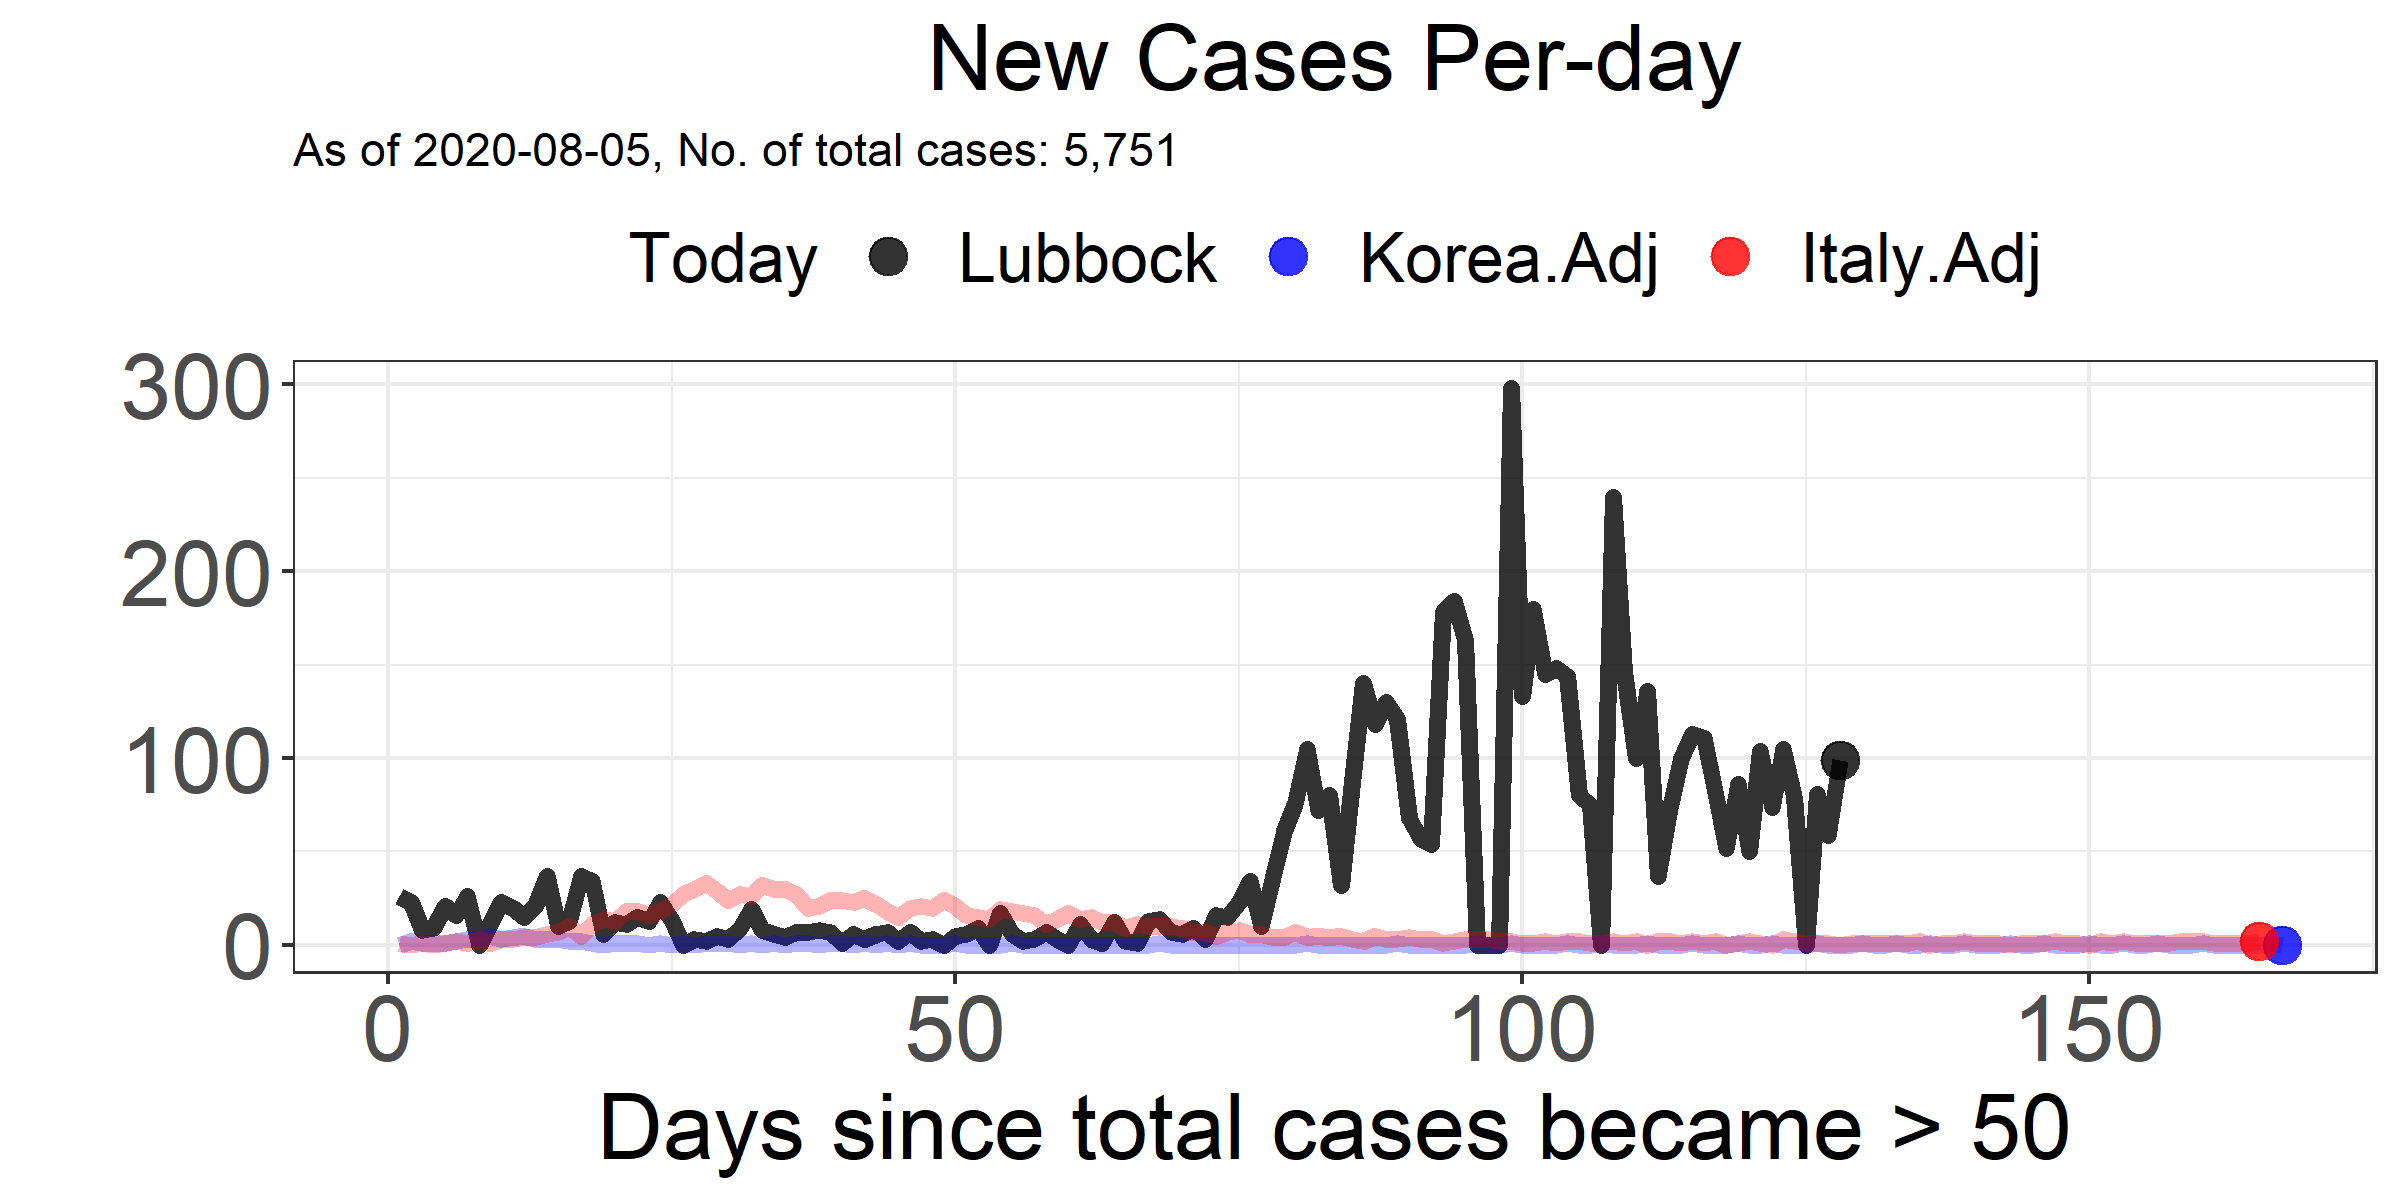 New Cases Per-day
As of 2020-08-05, No. of total cases: 5,751
Today Lubbock Korea.Adj Italy.Adj
300
200
100
0
0 50 100 150
Days since total cases became > 50